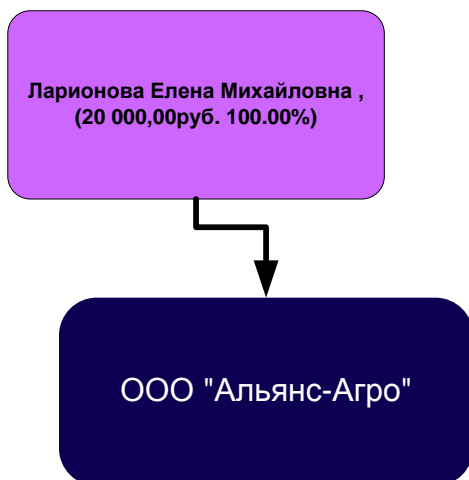 Ларионова Елена Михайловна ,
(20 000,00руб. 100.00%)
ООО "Альянс-Агро"